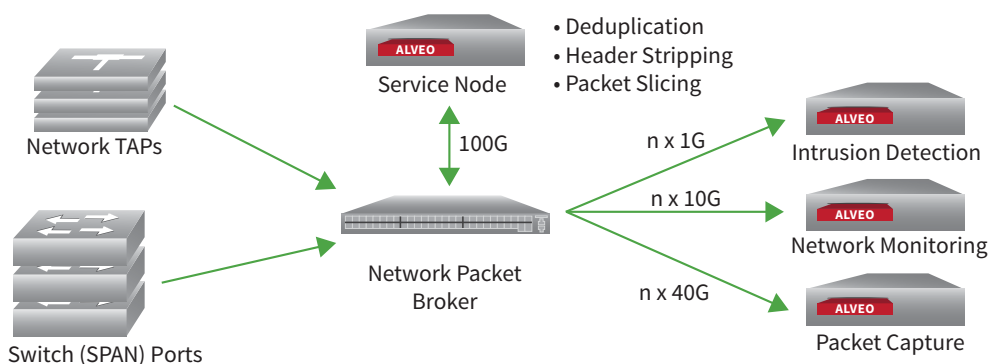 ALVEO
Service Node
• Deduplication
• Header Stripping
• Packet Slicing
Network TAPs
100G
n x 1G
ALVEO
Intrusion Detection
n x 10G
ALVEO
Network Monitoring
Network Packet
Broker
n x 40G
ALVEO
Packet Capture
Switch (SPAN) Ports